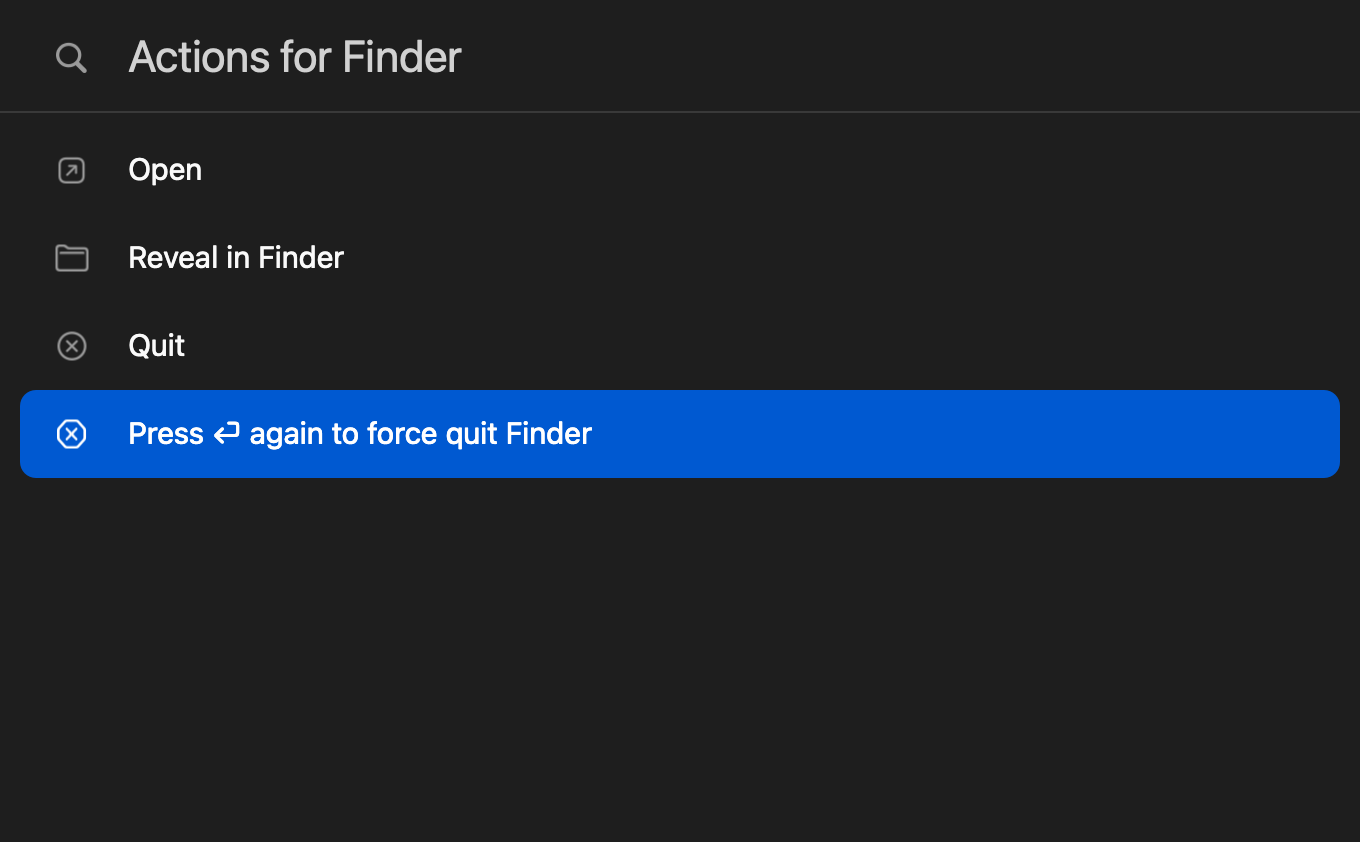 Actions for Finder
Open
Reveal in Finder
Quit
Press ⏎ again to force quit Finder